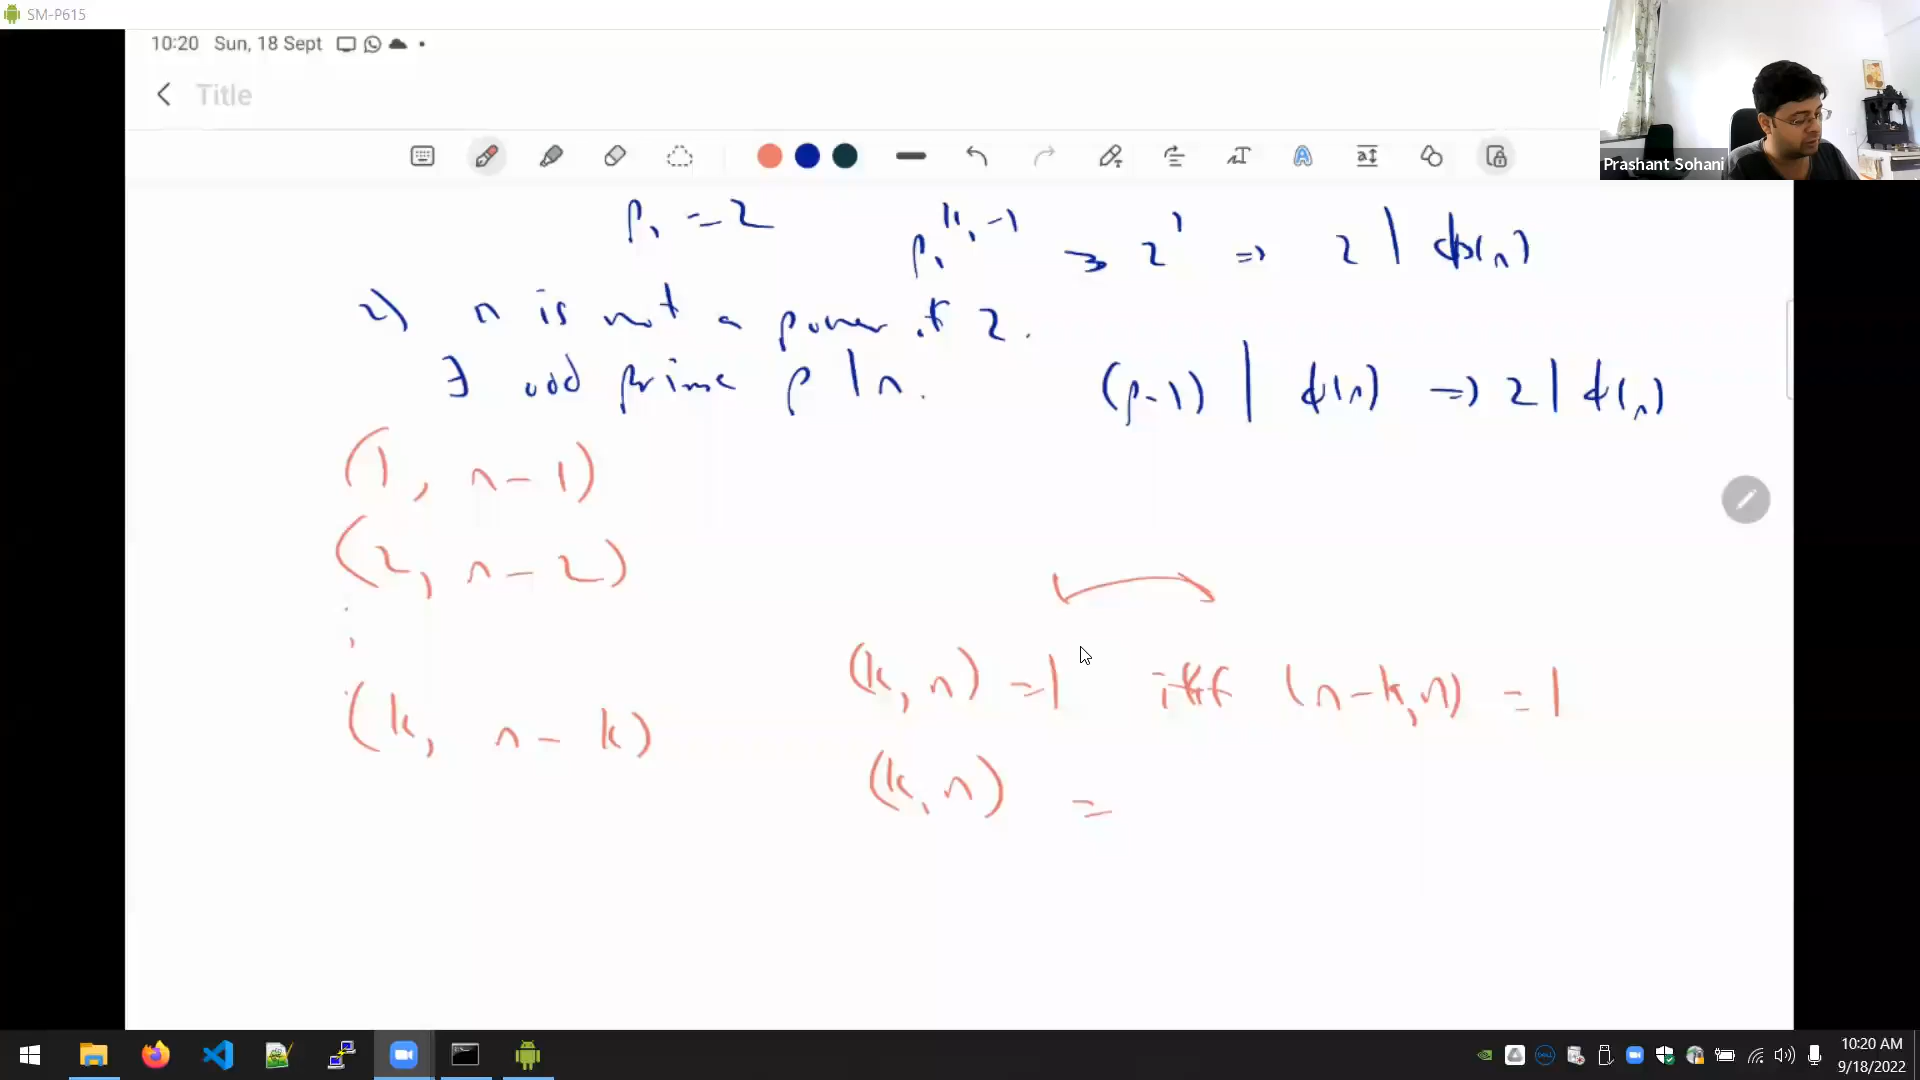 SM-P615
10:20 Sun, 18 Sept
Title
Prashant Sohani
p₁ = 2 p₁^(k₁-1) → 2¹ => 2 | ϕ(n)
2) n is not a power of 2.
∃ odd prime p | n. (p-1) | ϕ(n) => 2 | ϕ(n)
(1, n-1)
(2, n-2)
(k, n)=1 iff (n-k,n) = 1
(k, n-k)
(k, n) =
10:20 AM
9/18/2022